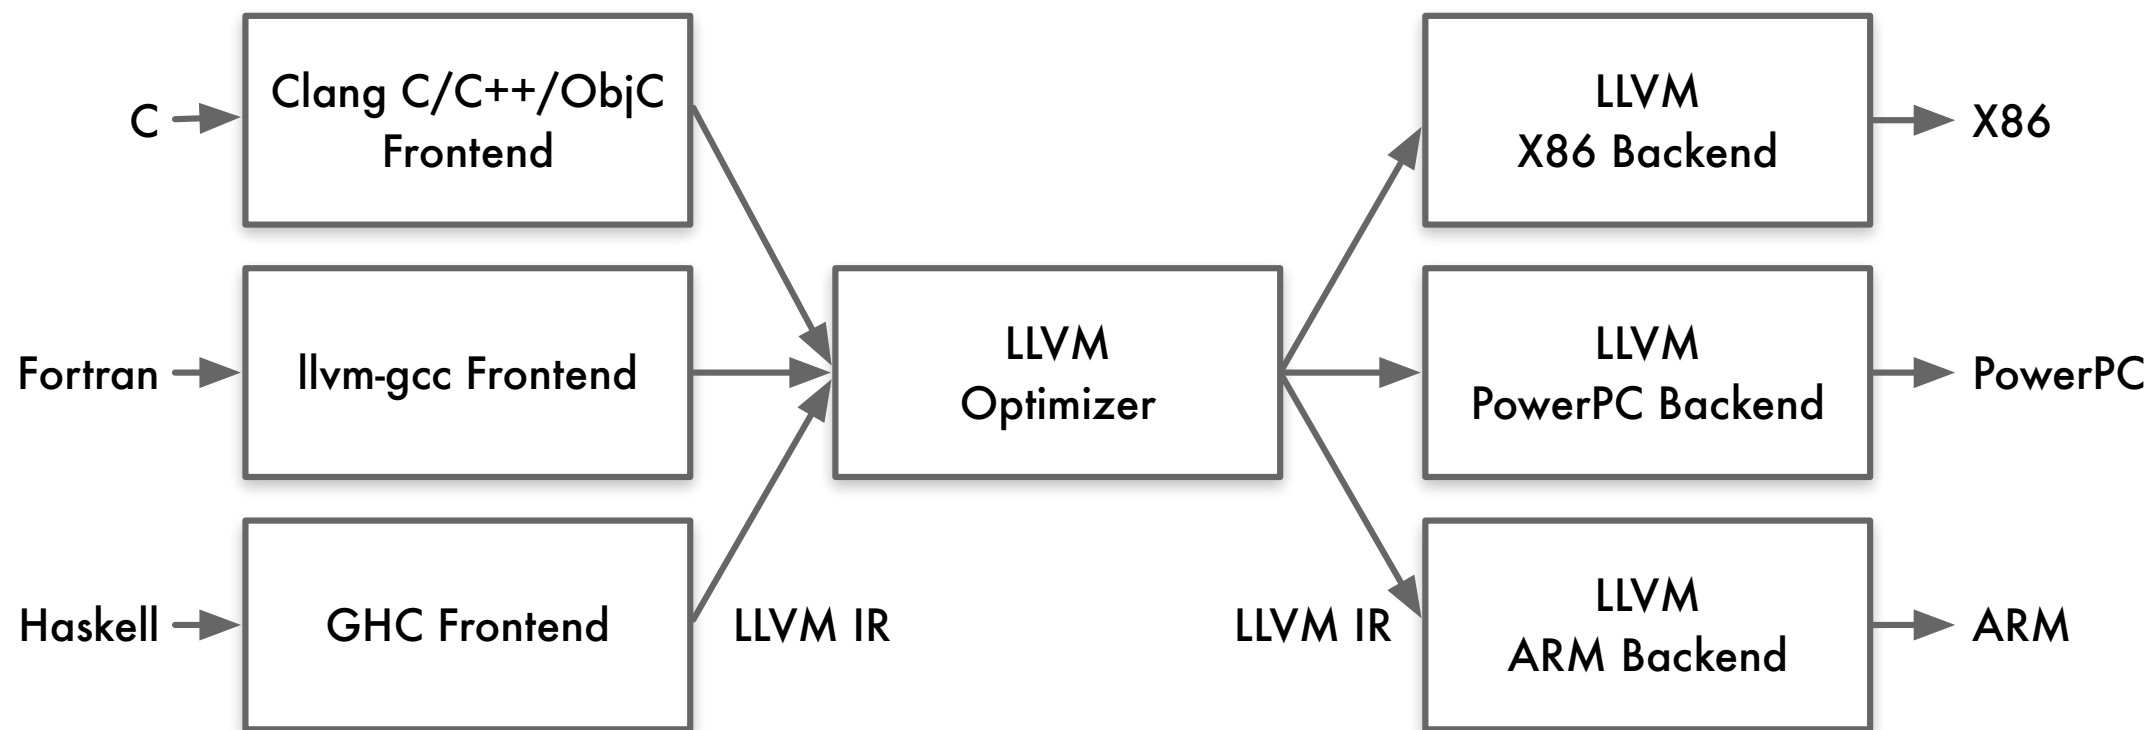 C
Clang C/C++/ObjC
Frontend
LLVM
X86 Backend
X86
Fortran
llvm-gcc Frontend
LLVM
Optimizer
LLVM
PowerPC Backend
PowerPC
Haskell
GHC Frontend
LLVM IR
LLVM IR
LLVM
ARM Backend
ARM